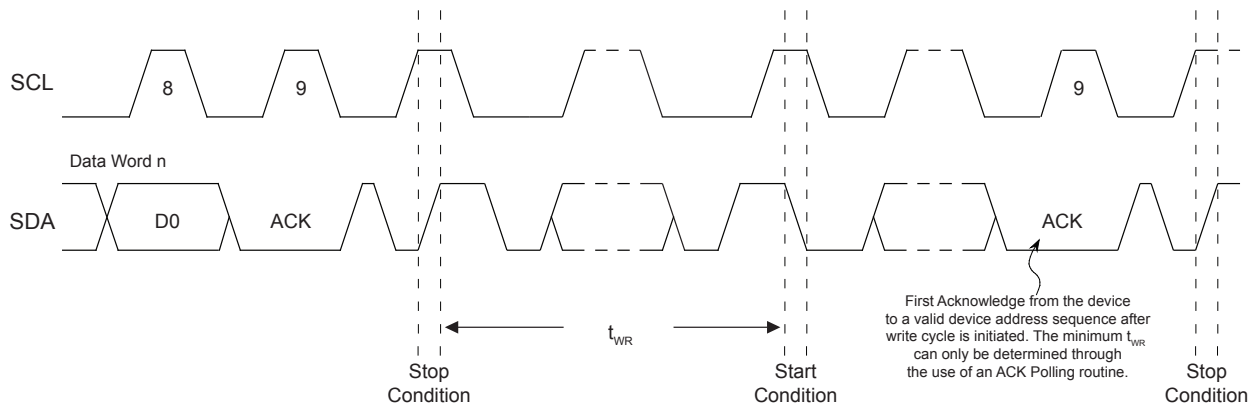 SCL
8
9
9
Data Word n
SDA
D0
ACK
ACK
First Acknowledge from the device
to a valid device address sequence after
write cycle is initiated. The minimum tWR
can only be determined through
the use of an ACK Polling routine.
tWR
Stop
Condition
Start
Condition
Stop
Condition